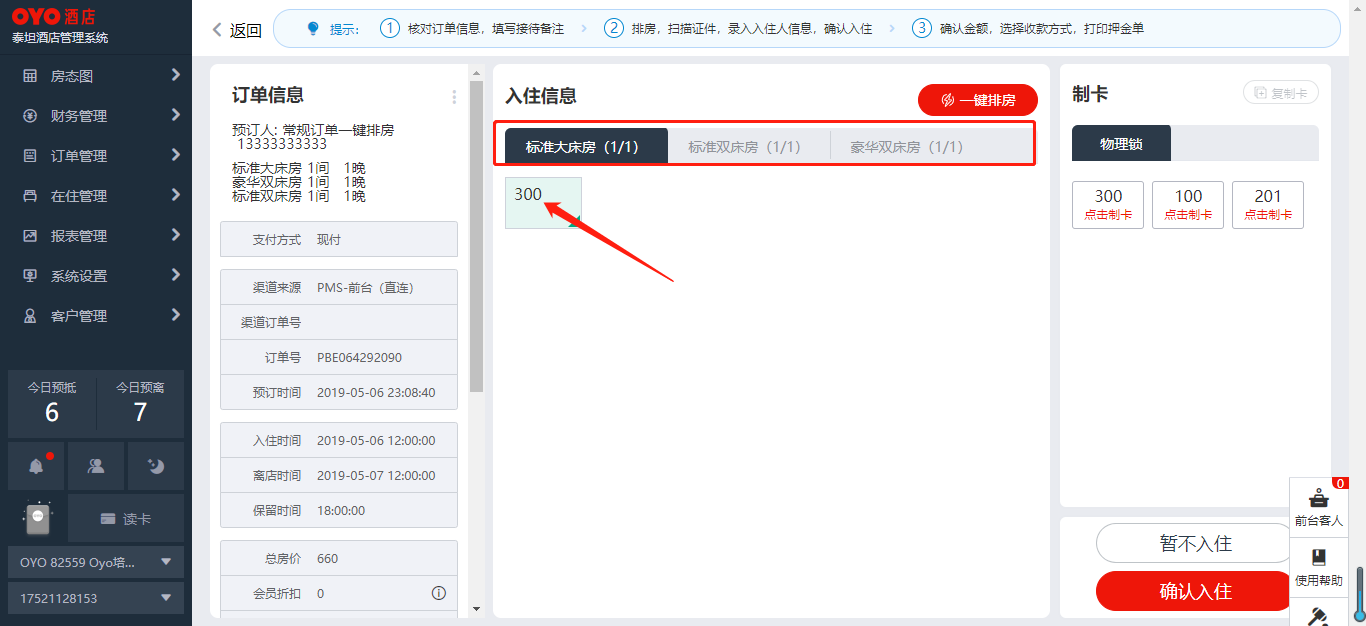 OYO 酒店
泰坦酒店管理系统
房态图
财务管理
订单管理
在住管理
报表管理
系统设置
客户管理
今日预抵
6
今日预离
7
读卡
OYO 82559 Oyo培...
17521128153
返回
提示:
1 核对订单信息，填写接待备注
2 排房，扫描证件，录入入住人信息，确认入住
3 确认金额，选择收款方式，打印押金单
订单信息
预订人: 常规订单一键排房
13333333333
标准大床房 1间 1晚
豪华双床房 1间 1晚
标准双床房 1间 1晚
支付方式 现付
渠道来源 PMS-前台（直连）
渠道订单号
订单号 PBE064292090
预订时间 2019-05-06 23:08:40
入住时间 2019-05-06 12:00:00
离店时间 2019-05-07 12:00:00
保留时间 18:00:00
总房价 660
会员折扣 0
入住信息
一键排房
标准大床房（1/1）
标准双床房（1/1）
豪华双床房（1/1）
300
制卡
复制卡
物理锁
300
点击制卡
100
点击制卡
201
点击制卡
暂不入住
确认入住
0
前台客人
使用帮助